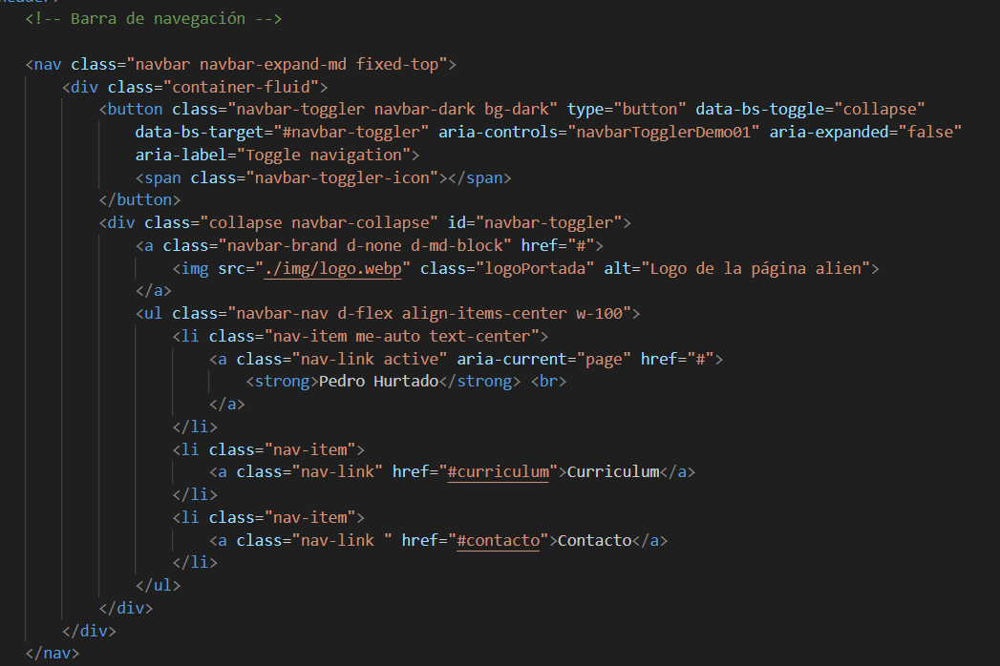 <!-- Barra de navegación -->
<nav class="navbar navbar-expand-md fixed-top">
<div class="container-fluid">
<button class="navbar-toggler navbar-dark bg-dark" type="button" data-bs-toggle="collapse"
data-bs-target="#navbar-toggler" aria-controls="navbarTogglerDemo01" aria-expanded="false"
aria-label="Toggle navigation">
<span class="navbar-toggler-icon"></span>
</button>
<div class="collapse navbar-collapse" id="navbar-toggler">
<a class="navbar-brand d-none d-md-block" href="#">
<img src="./img/logo.webp" class="logoPortada" alt="Logo de la página alien">
</a>
<ul class="navbar-nav d-flex align-items-center w-100">
<li class="nav-item me-auto text-center">
<a class="nav-link active" aria-current="page" href="#">
<strong>Pedro Hurtado</strong> <br>
</a>
</li>
<li class="nav-item">
<a class="nav-link" href="#curriculum">Curriculum</a>
</li>
<li class="nav-item">
<a class="nav-link " href="#contacto">Contacto</a>
</li>
</ul>
</div>
</div>
</nav>